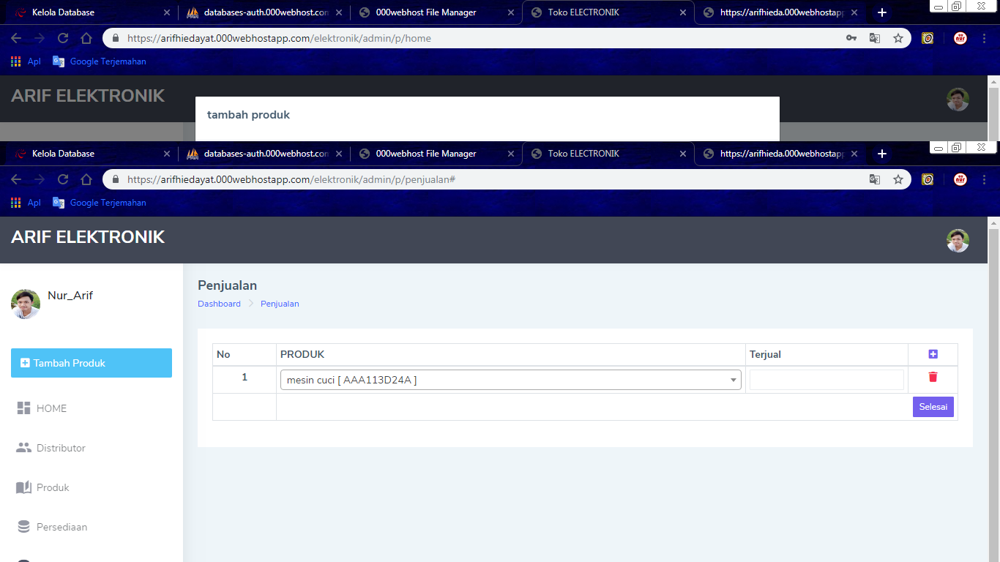 Kelola Database
databases-auth.000webhost.con
000webhost File Manager
Toko ELECTRONIK
https://arifhieda.000webhostapp
https://arifhiedayat.000webhostapp.com/elektronik/admin/p/home
Apl
Google Terjemahan
ARIF ELEKTRONIK
tambah produk
Kelola Database
databases-auth.000webhost.con
000webhost File Manager
Toko ELECTRONIK
https://arifhieda.000webhostapp
https://arifhiedayat.000webhostapp.com/elektronik/admin/p/penjualan#
Apl
Google Terjemahan
ARIF ELEKTRONIK
Nur_Arif
Tambah Produk
HOME
Distributor
Produk
Persediaan
Penjualan
Dashboard Penjualan
No PRODUK Terjual
1 mesin cuci [ AAA113D24A ]
Selesai